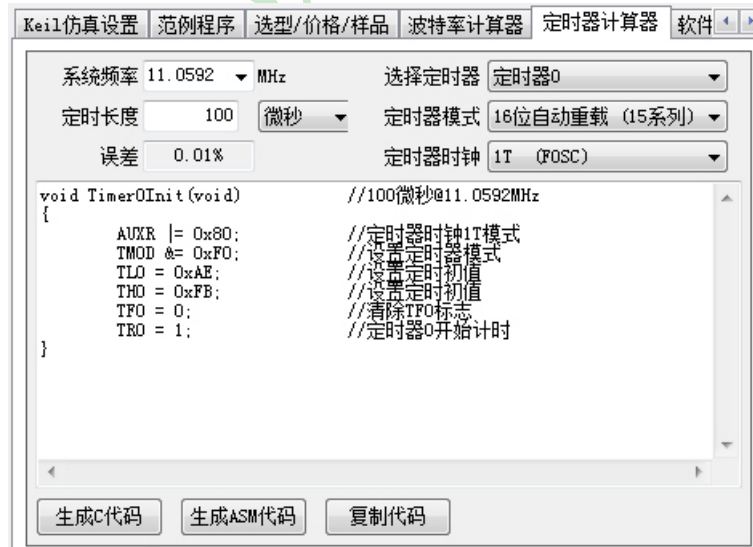 Keil仿真设置 范例程序 选型/价格/样品 波特率计算器 定时器计算器 软件
系统频率 11.0592 MHz 选择定时器 定时器0
定时长度 100 微秒 定时器模式 16位自动重载 (15系列)
误差 0.01% 定时器时钟 1T (FOSC)
void Timer0Init(void) //100微秒@11.0592MHz
{
AUXR |= 0x80; //定时器时钟1T模式
TMOD &= 0xF0; //设置定时器模式
TL0 = 0xAE; //设置定时初值
TH0 = 0xFB; //设置定时初值
TF0 = 0; //清除TF0标志
TR0 = 1; //定时器0开始计时
}
生成C代码 生成ASM代码 复制代码